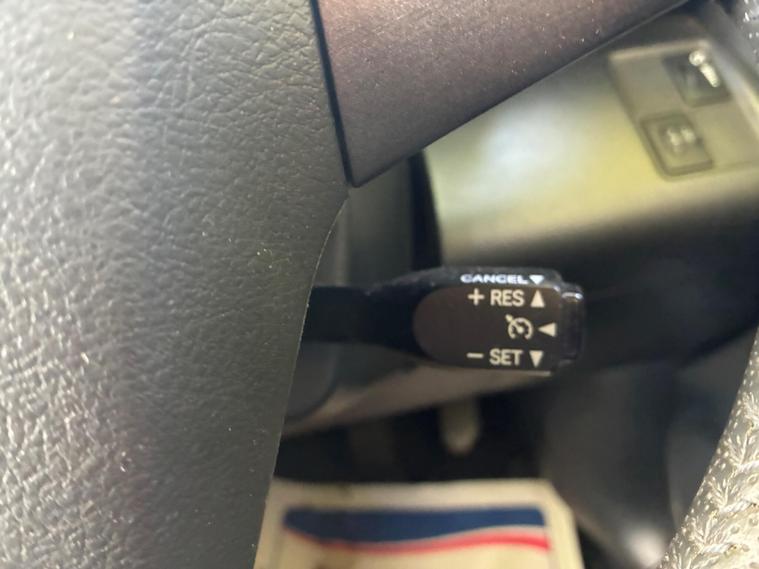 CANCEL▼
+ RES ▲
◀
− SET ▼